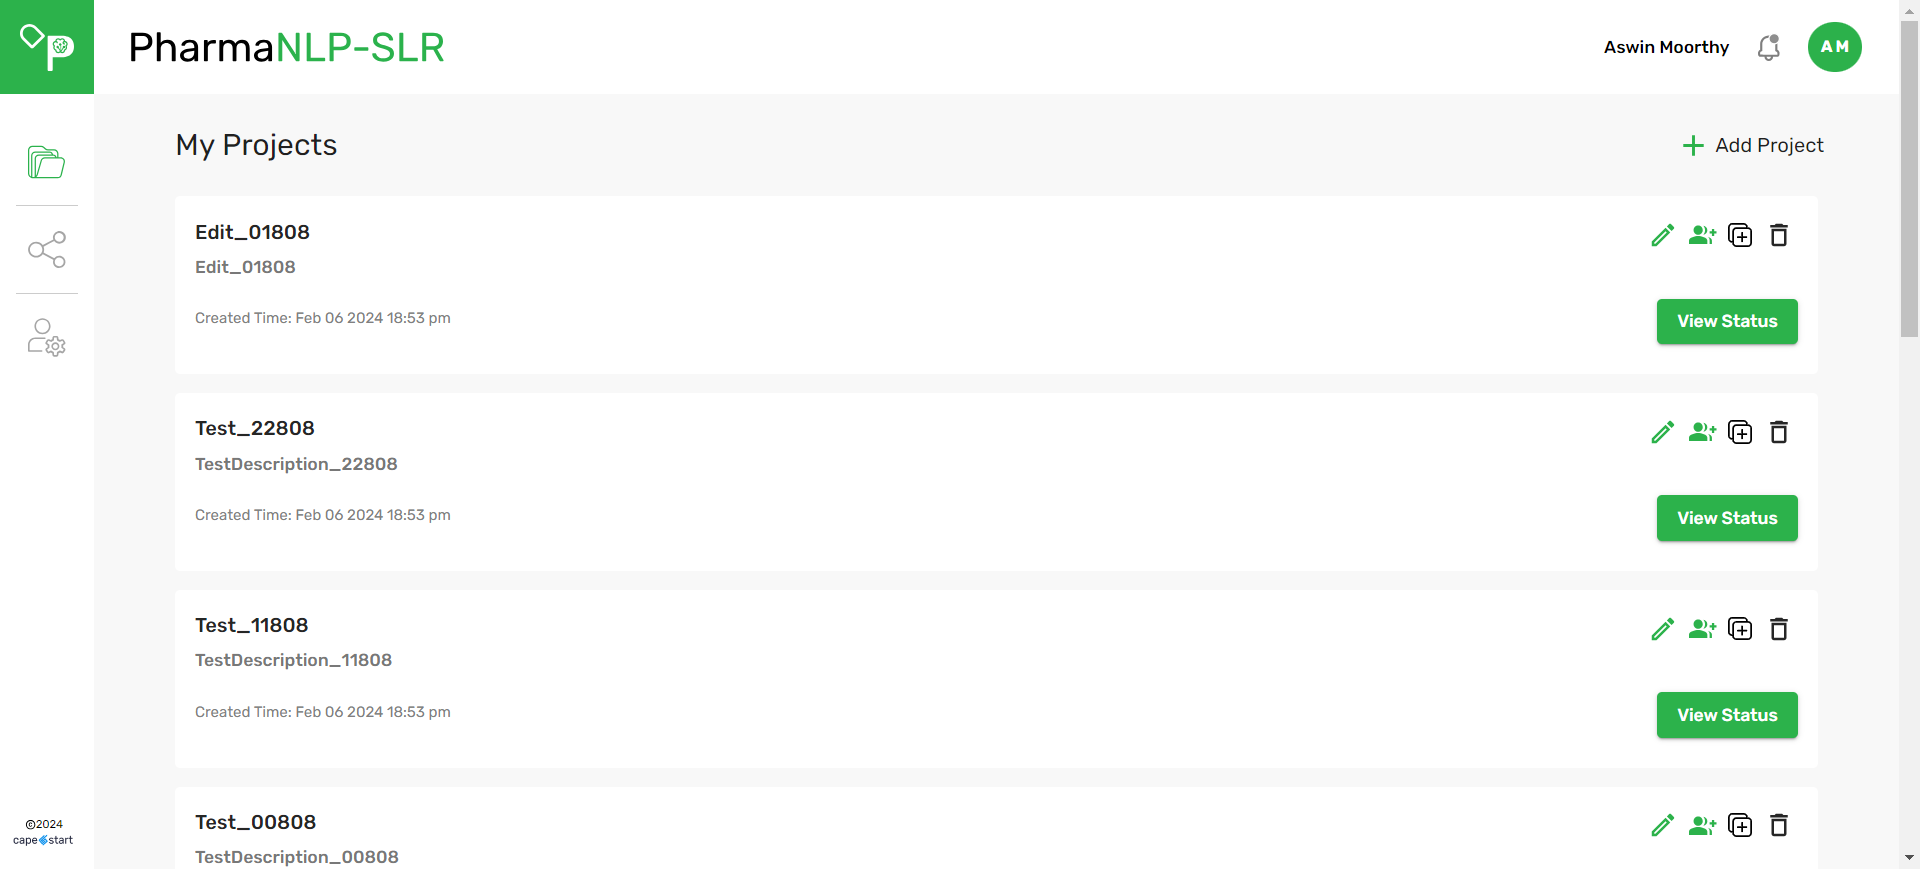 PharmaNLP-SLR
Aswin Moorthy
AM
My Projects
Add Project
Edit_01808
Edit_01808
Created Time: Feb 06 2024 18:53 pm
View Status
Test_22808
TestDescription_22808
Created Time: Feb 06 2024 18:53 pm
View Status
Test_11808
TestDescription_11808
Created Time: Feb 06 2024 18:53 pm
View Status
Test_00808
TestDescription_00808
©2024
capestart